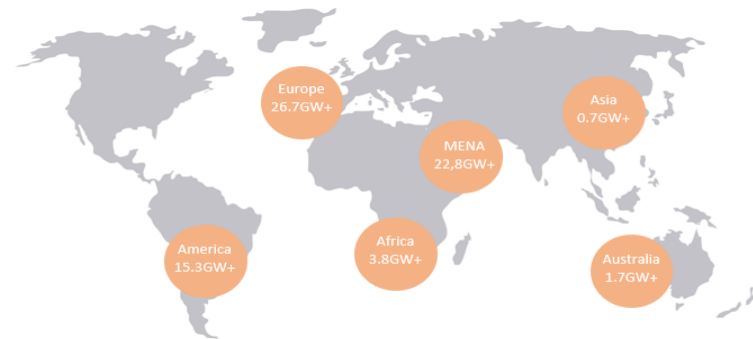 Europe
26.7GW+
Asia
0.7GW+
MENA
22,8GW+
America
15.3GW+
Africa
3.8GW+
Australia
1.7GW+